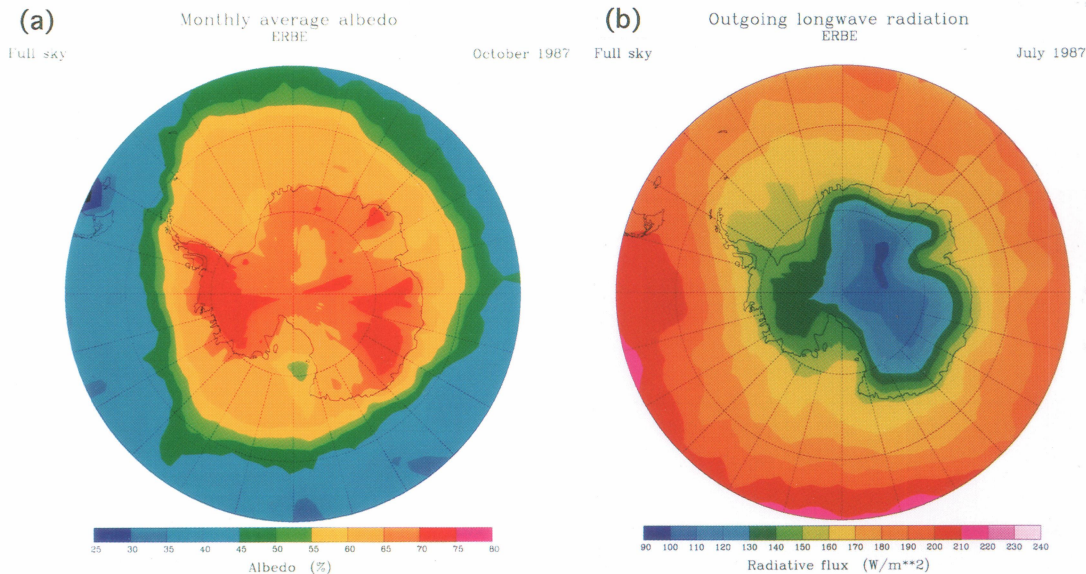 (a)
Monthly average albedo
ERBE
Full sky
October 1987
25 30 35 40 45 50 55 60 65 70 75 80
Albedo (%)
(b)
Outgoing longwave radiation
ERBE
Full sky
July 1987
90 100 110 120 130 140 150 160 170 180 190 200 210 220 230 240
Radiative flux (W/m**2)